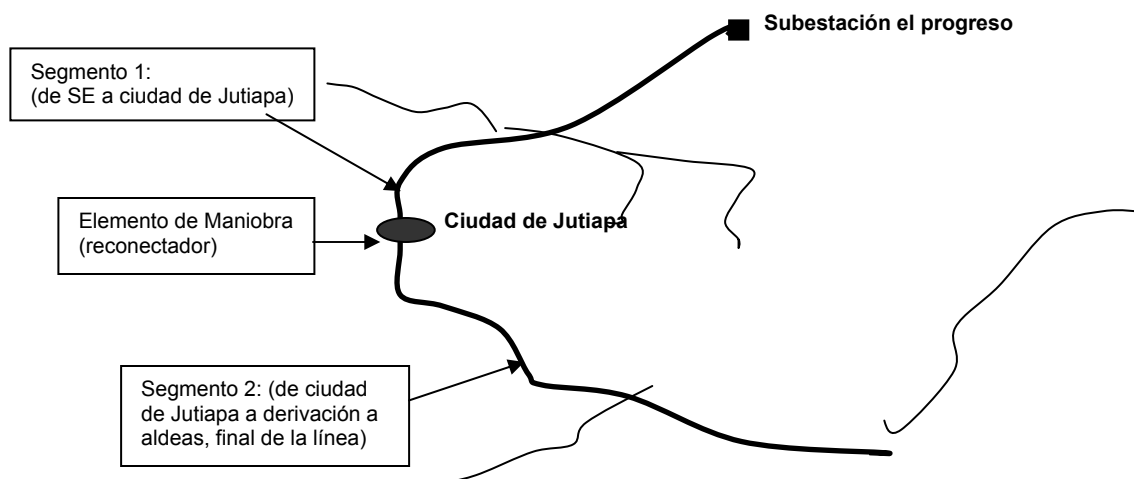 Subestación el progreso
Segmento 1:
(de SE a ciudad de Jutiapa)
Elemento de Maniobra
(reconectador)
Ciudad de Jutiapa
Segmento 2: (de ciudad
de Jutiapa a derivación a
aldeas, final de la línea)